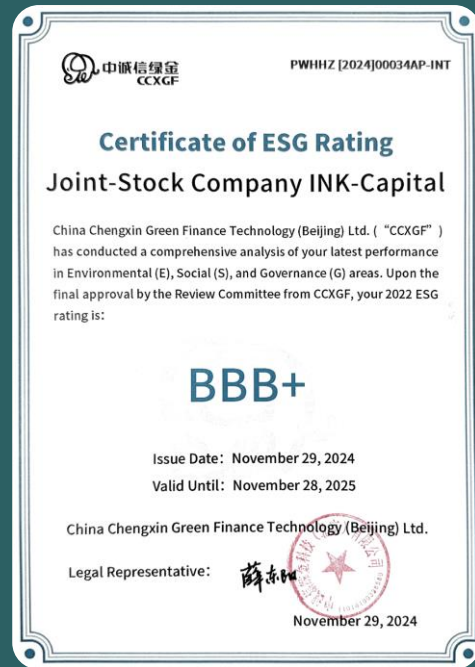 中诚信绿金
CCXGF
PWHHZ [2024]00034AP-INT
Certificate of ESG Rating
Joint-Stock Company INK-Capital
China Chengxin Green Finance Technology (Beijing) Ltd. ( “CCXGF” )
has conducted a comprehensive analysis of your latest performance
in Environmental (E), Social (S), and Governance (G) areas. Upon the
final approval by the Review Committee from CCXGF, your 2022 ESG
rating is:
BBB+
Issue Date: November 29, 2024
Valid Until: November 28, 2025
China Chengxin Green Finance Technology (Beijing) Ltd.
Legal Representative:
November 29, 2024